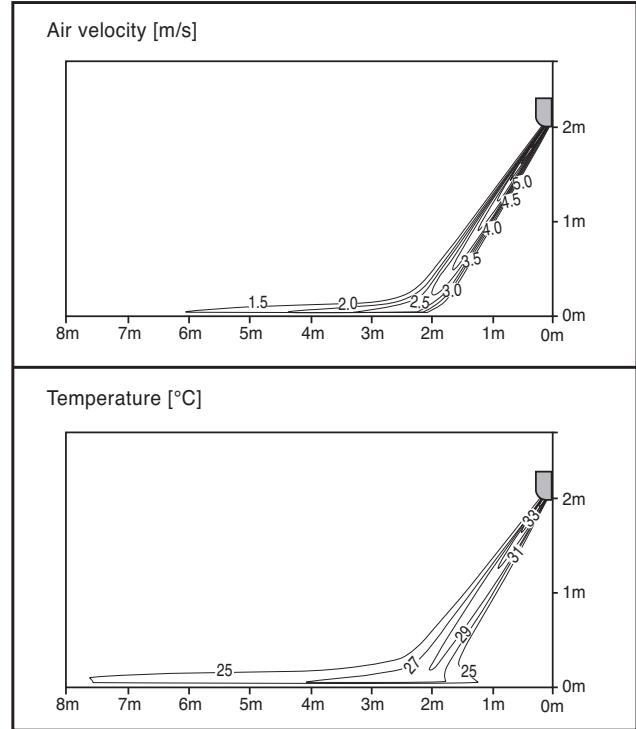 Air velocity [m/s]
2m
5.0
4.5
1m
4.0
3.5
3.0
2.5
2.0
1.5
0m
8m 7m 6m 5m 4m 3m 2m 1m 0m
Temperature [°C]
2m
33
31
1m
29
27
25
25
0m
8m 7m 6m 5m 4m 3m 2m 1m 0m